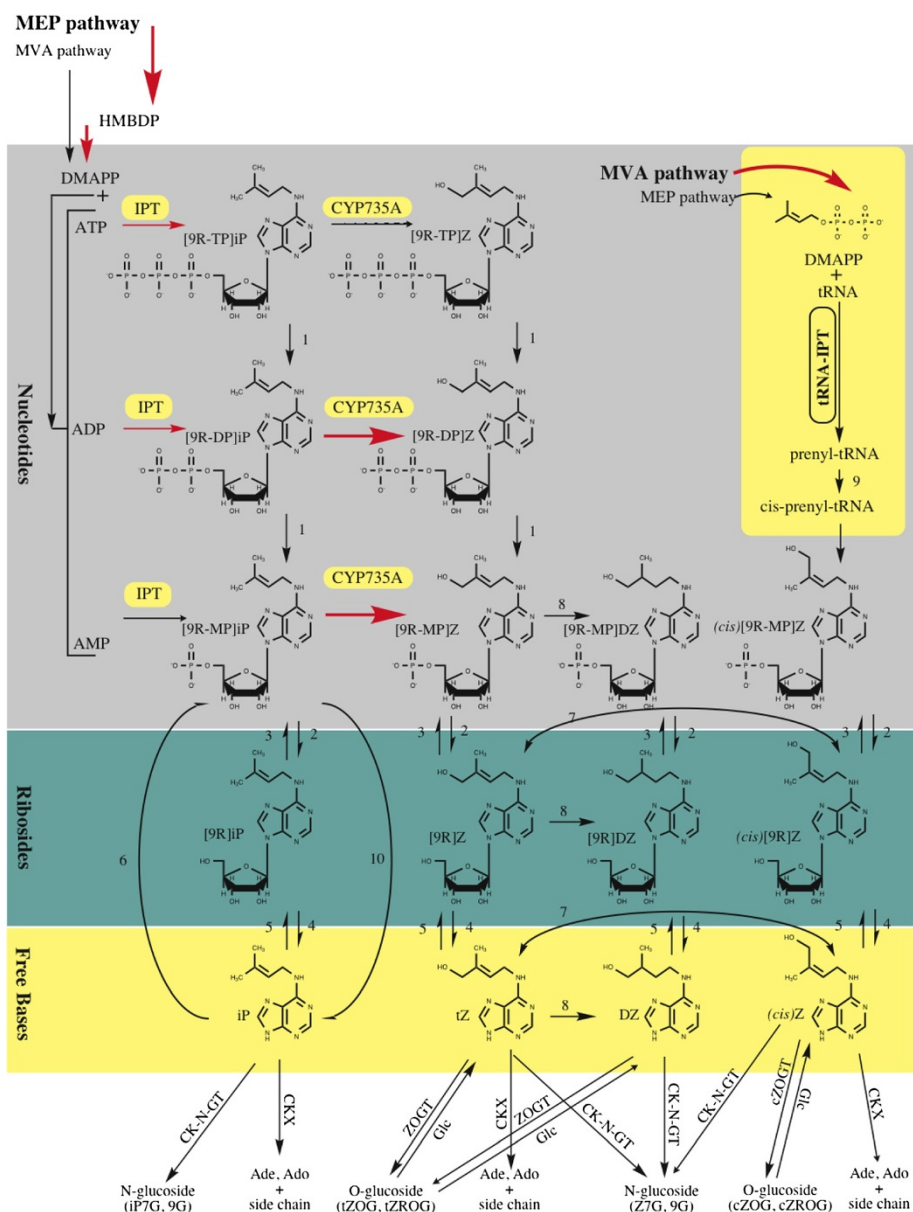 MEP pathway
MVA pathway
HMBDP
DMAPP
+
ATP
IPT
[9R-TP]iP
CYP735A
[9R-TP]Z
MVA pathway
MEP pathway
DMAPP
+
tRNA
tRNA-IPT
prenyl-tRNA
9
cis-prenyl-tRNA
1
1
Nucleotides
ADP
IPT
[9R-DP]iP
CYP735A
[9R-DP]Z
1
1
AMP
IPT
[9R-MP]iP
CYP735A
[9R-MP]Z
8
[9R-MP]DZ
(cis)[9R-MP]Z
3 2
3 2
7
3 2
3 2
Ribosides
6
[9R]iP
10
[9R]Z
8
[9R]DZ
(cis)[9R]Z
5 4
5 4
7
5 4
5 4
Free Bases
iP
tZ
8
DZ
(cis)Z
CK-N-GT
CKX
ZOGT
Glc
CKX
CK-N-GT
ZOGT
Glc
CK-N-GT
CK-N-GT
cZOGT
Glc
CKX
N-glucoside
(iP7G, 9G)
Ade, Ado
+
side chain
O-glucoside
(tZOG, tZROG)
Ade, Ado
+
side chain
N-glucoside
(Z7G, 9G)
O-glucoside
(cZOG, cZROG)
Ade, Ado
+
side chain